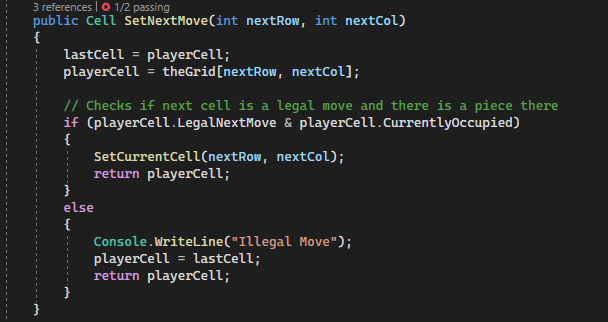 3 references | 1/2 passing
public Cell SetNextMove(int nextRow, int nextCol)
{
    lastCell = playerCell;
    playerCell = theGrid[nextRow, nextCol];

    // Checks if next cell is a legal move and there is a piece there
    if (playerCell.LegalNextMove & playerCell.CurrentlyOccupied)
    {
        SetCurrentCell(nextRow, nextCol);
        return playerCell;
    }
    else
    {
        Console.WriteLine("Illegal Move");
        playerCell = lastCell;
        return playerCell;
    }
}